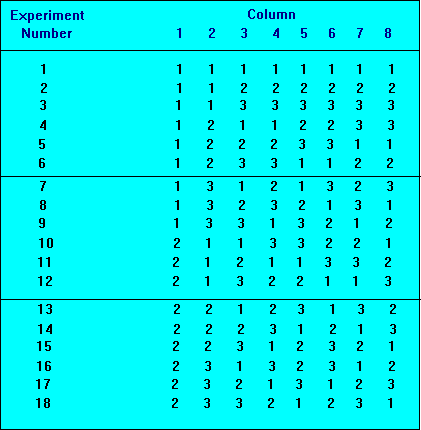 Experiment Column
Number 1 2 3 4 5 6 7 8
1 1 1 1 1 1 1 1 1
2 1 1 2 2 2 2 2 2
3 1 1 3 3 3 3 3 3
4 1 2 1 1 2 2 3 3
5 1 2 2 2 3 3 1 1
6 1 2 3 3 1 1 2 2
7 1 3 1 2 1 3 2 3
8 1 3 2 3 2 1 3 1
9 1 3 3 1 3 2 1 2
10 2 1 1 3 3 2 2 1
11 2 1 2 1 1 3 3 2
12 2 1 3 2 2 1 1 3
13 2 2 1 2 3 1 3 2
14 2 2 2 3 1 2 1 3
15 2 2 3 1 2 3 2 1
16 2 3 1 3 2 3 1 2
17 2 3 2 1 3 1 2 3
18 2 3 3 2 1 2 3 1